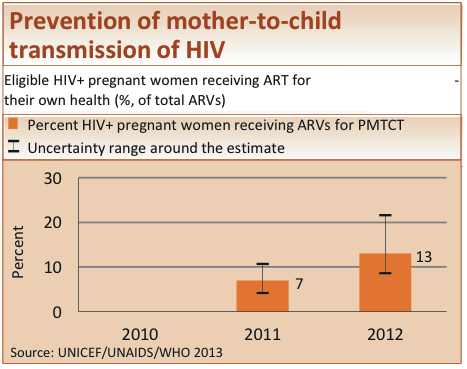 Prevention of mother-to-child
transmission of HIV
Eligible HIV+ pregnant women receiving ART for -
their own health (%, of total ARVs)
Percent HIV+ pregnant women receiving ARVs for PMTCT
Uncertainty range around the estimate
30
20
10
0
Percent
7
13
2010 2011 2012
Source: UNICEF/UNAIDS/WHO 2013